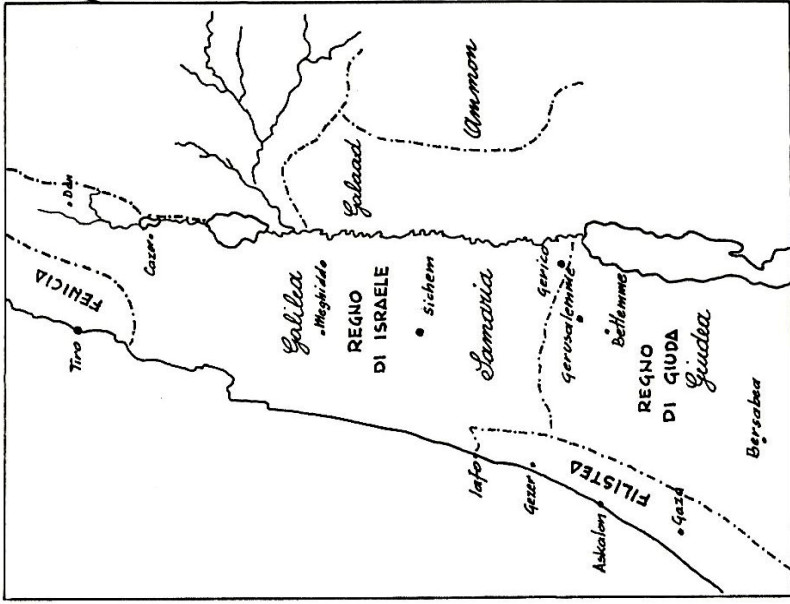 Dan
FENICIA
Cazor
Tiro
Galilea
Meghiddo
Galaad
REGNO
DI ISRAELE
Sichem
Ammon
Samaria
Gerico
Iafo
Gerusalemme
Gezer
Betlemme
FILISTEA
REGNO
DI GIUDA
Giudea
Askalon
Gaza
Bersabea